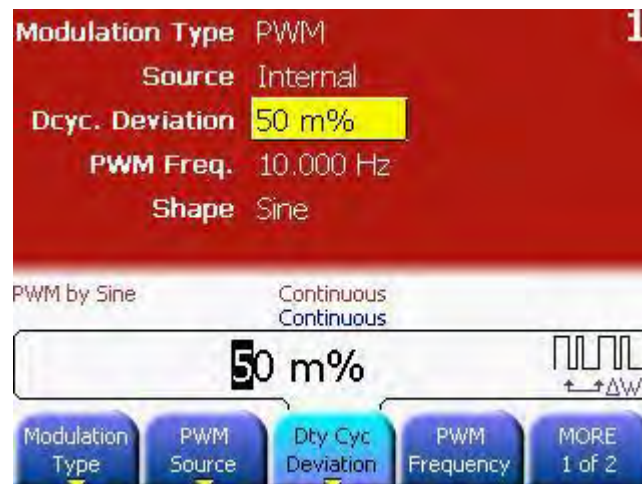 Modulation Type PWM 1
Source Internal
Dcyc. Deviation 50 m%
PWM Freq. 10.000 Hz
Shape Sine
PWM by Sine Continuous
Continuous
50 m%
ΔW
Modulation Type
PWM Source
Dty Cyc Deviation
PWM Frequency
MORE 1 of 2